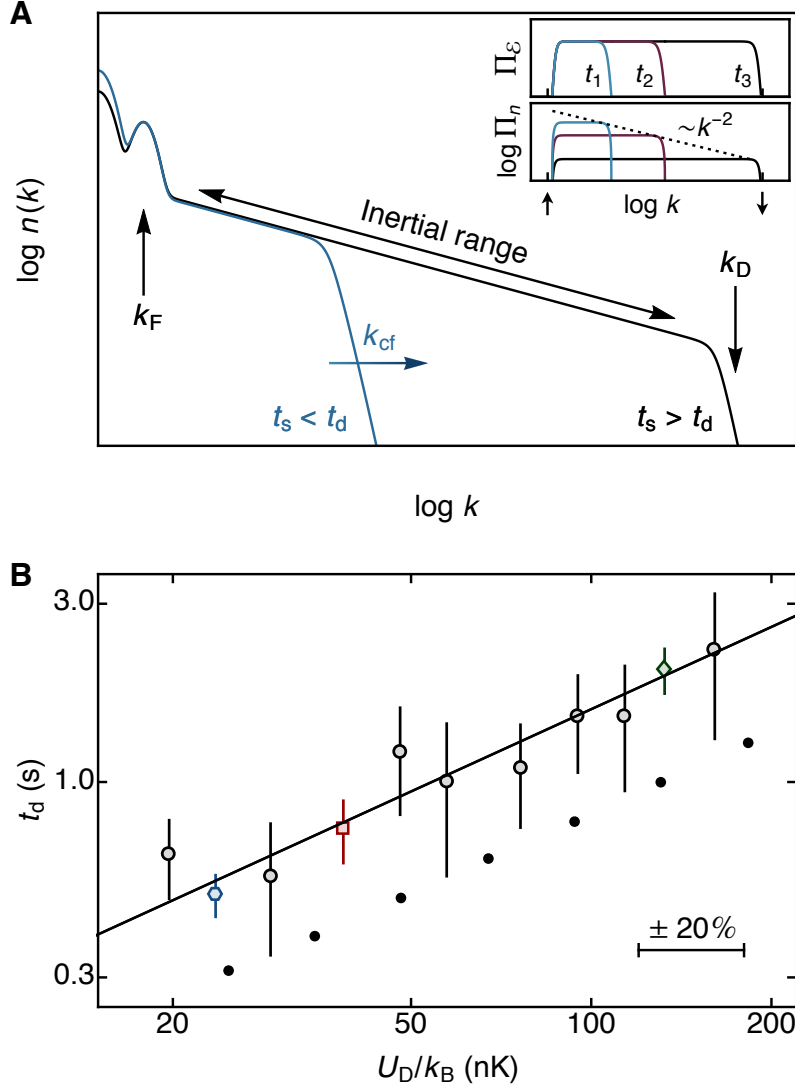 A
log n(k)
Π_ℰ
t₁ t₂ t₃
log Π_n
~k⁻²
log k
Inertial range
k_F
k_D
k_cf
t_s < t_d
t_s > t_d
log k
B
t_d (s)
3.0
1.0
0.3
± 20%
20 50 100 200
U_D/k_B (nK)